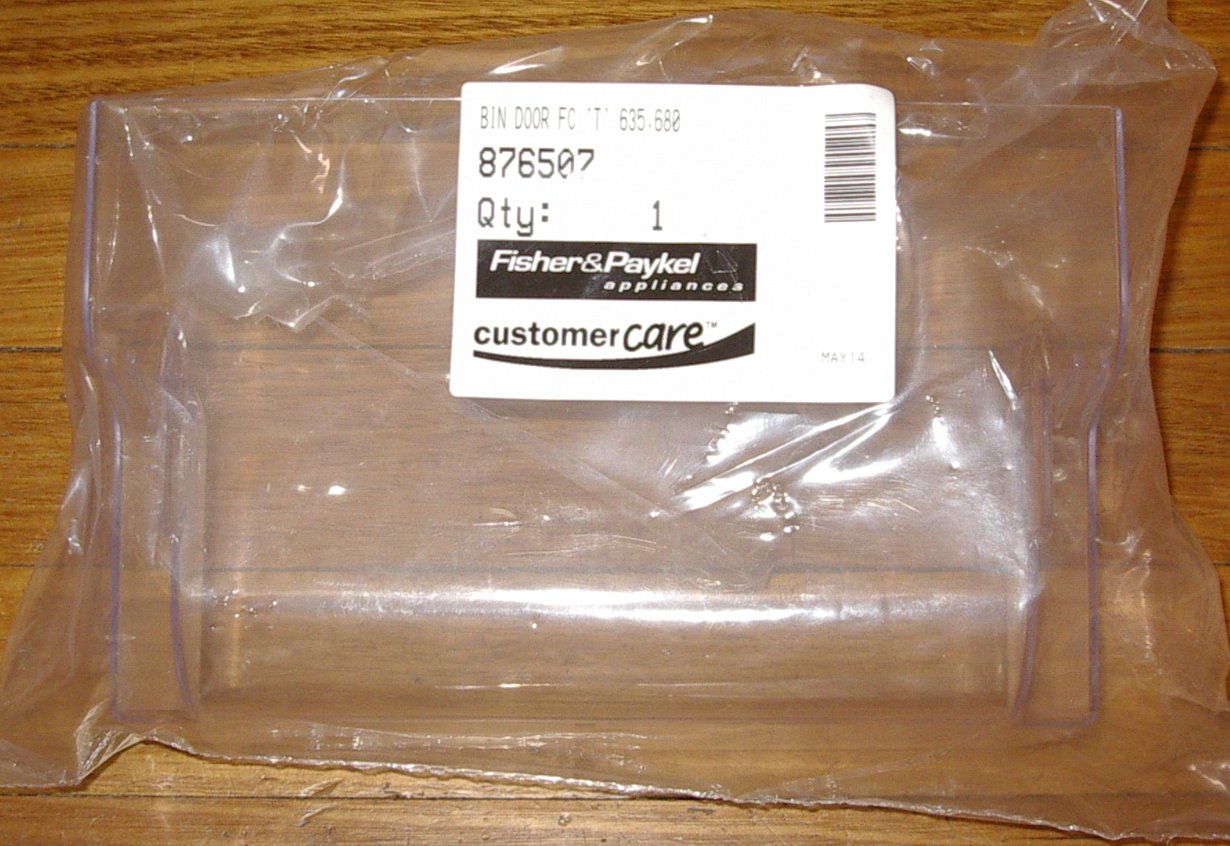 BIN DOOR FC 'T' 635.680
876507
Qty: 1
Fisher&Paykel
appliances
customercare™
MAY14